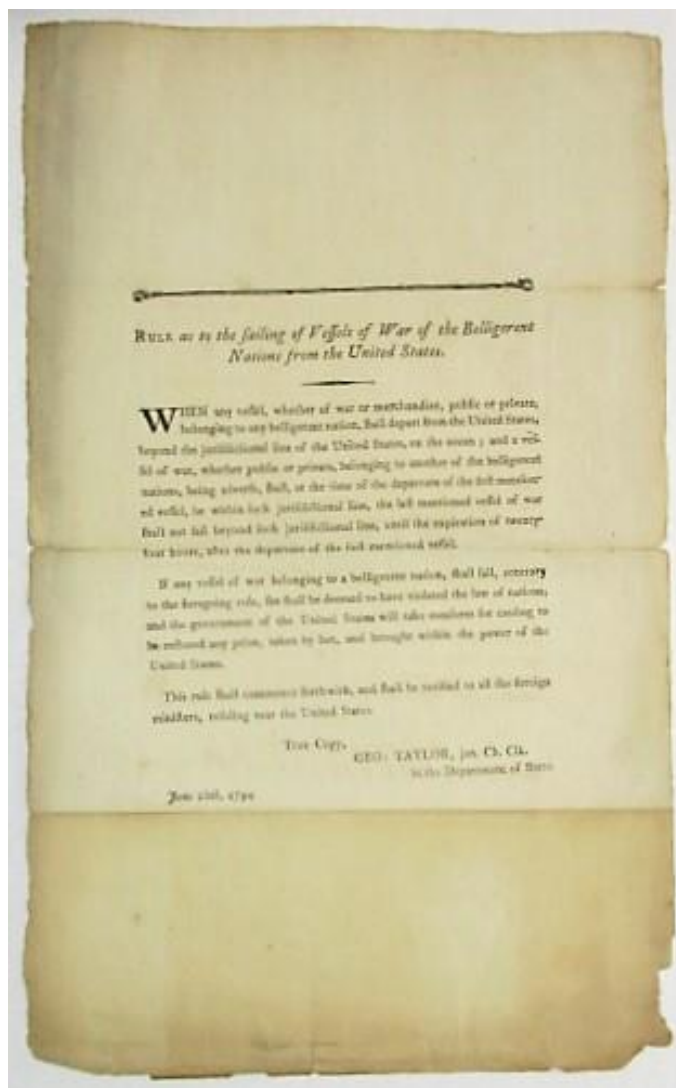 RULE as to the ſailing of Veſſels of War of the Belligerent
Nations from the United States.
WHEN any veſſel, whether of war or merchandize, public or private,
belonging to any belligerent nation, ſhall depart from the United States,
beyond the juriſdictional line of the United States, on the ocean ; and a veſ-
ſel of war, whether public or private, belonging to another of the belligerent
nations, being adverſe, ſhall, at the time of the departure of the firſt mention-
ed veſſel, be within ſuch juriſdictional line, the laſt mentioned veſſel of war
ſhall not ſail beyond ſuch juriſdictional line, until the expiration of twenty-
four hours, after the departure of the firſt mentioned veſſel.
If any veſſel of war belonging to a belligerent nation, ſhall ſail, contrary
to the foregoing rule, ſhe ſhall be deemed to have violated the law of nations;
and the government of the United States will take meaſures for cauſing to
be reſtored any prize, taken by her, and brought within the power of the
United States.
This rule ſhall commence forthwith, and ſhall be notified to all the foreign
miniſters, reſiding near the United States
True Copy,
GEO: TAYLOR, jun. Ch. Clk.
in the Department of State
June 1794